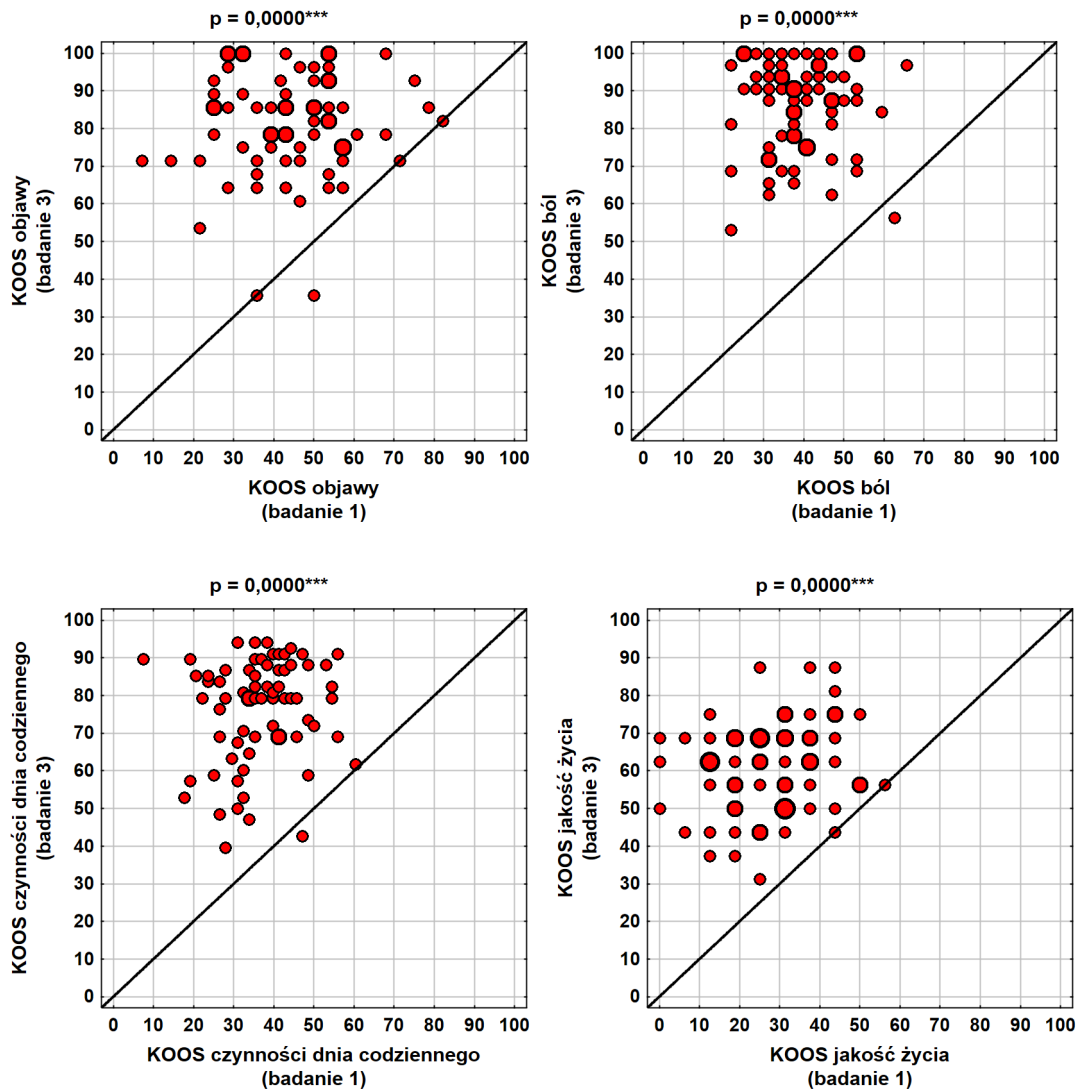 p = 0,0000***
KOOS objawy
(badanie 3)
100
90
80
70
60
50
40
30
20
10
0
0 10 20 30 40 50 60 70 80 90 100
KOOS objawy
(badanie 1)
p = 0,0000***
KOOS ból
(badanie 3)
100
90
80
70
60
50
40
30
20
10
0
0 10 20 30 40 50 60 70 80 90 100
KOOS ból
(badanie 1)
p = 0,0000***
KOOS czynności dnia codziennego
(badanie 3)
100
90
80
70
60
50
40
30
20
10
0
0 10 20 30 40 50 60 70 80 90 100
KOOS czynności dnia codziennego
(badanie 1)
p = 0,0000***
KOOS jakość życia
(badanie 3)
100
90
80
70
60
50
40
30
20
10
0
0 10 20 30 40 50 60 70 80 90 100
KOOS jakość życia
(badanie 1)